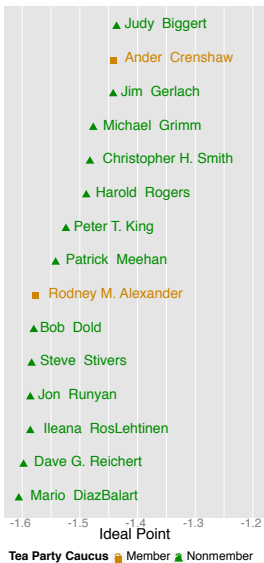 Judy Biggert
Ander Crenshaw
Jim Gerlach
Michael Grimm
Christopher H. Smith
Harold Rogers
Peter T. King
Patrick Meehan
Rodney M. Alexander
Bob Dold
Steve Stivers
Jon Runyan
Ileana RosLehtinen
Dave G. Reichert
Mario DiazBalart
-1.6 -1.5 -1.4 -1.3 -1.2
Ideal Point
Tea Party Caucus Member Nonmember